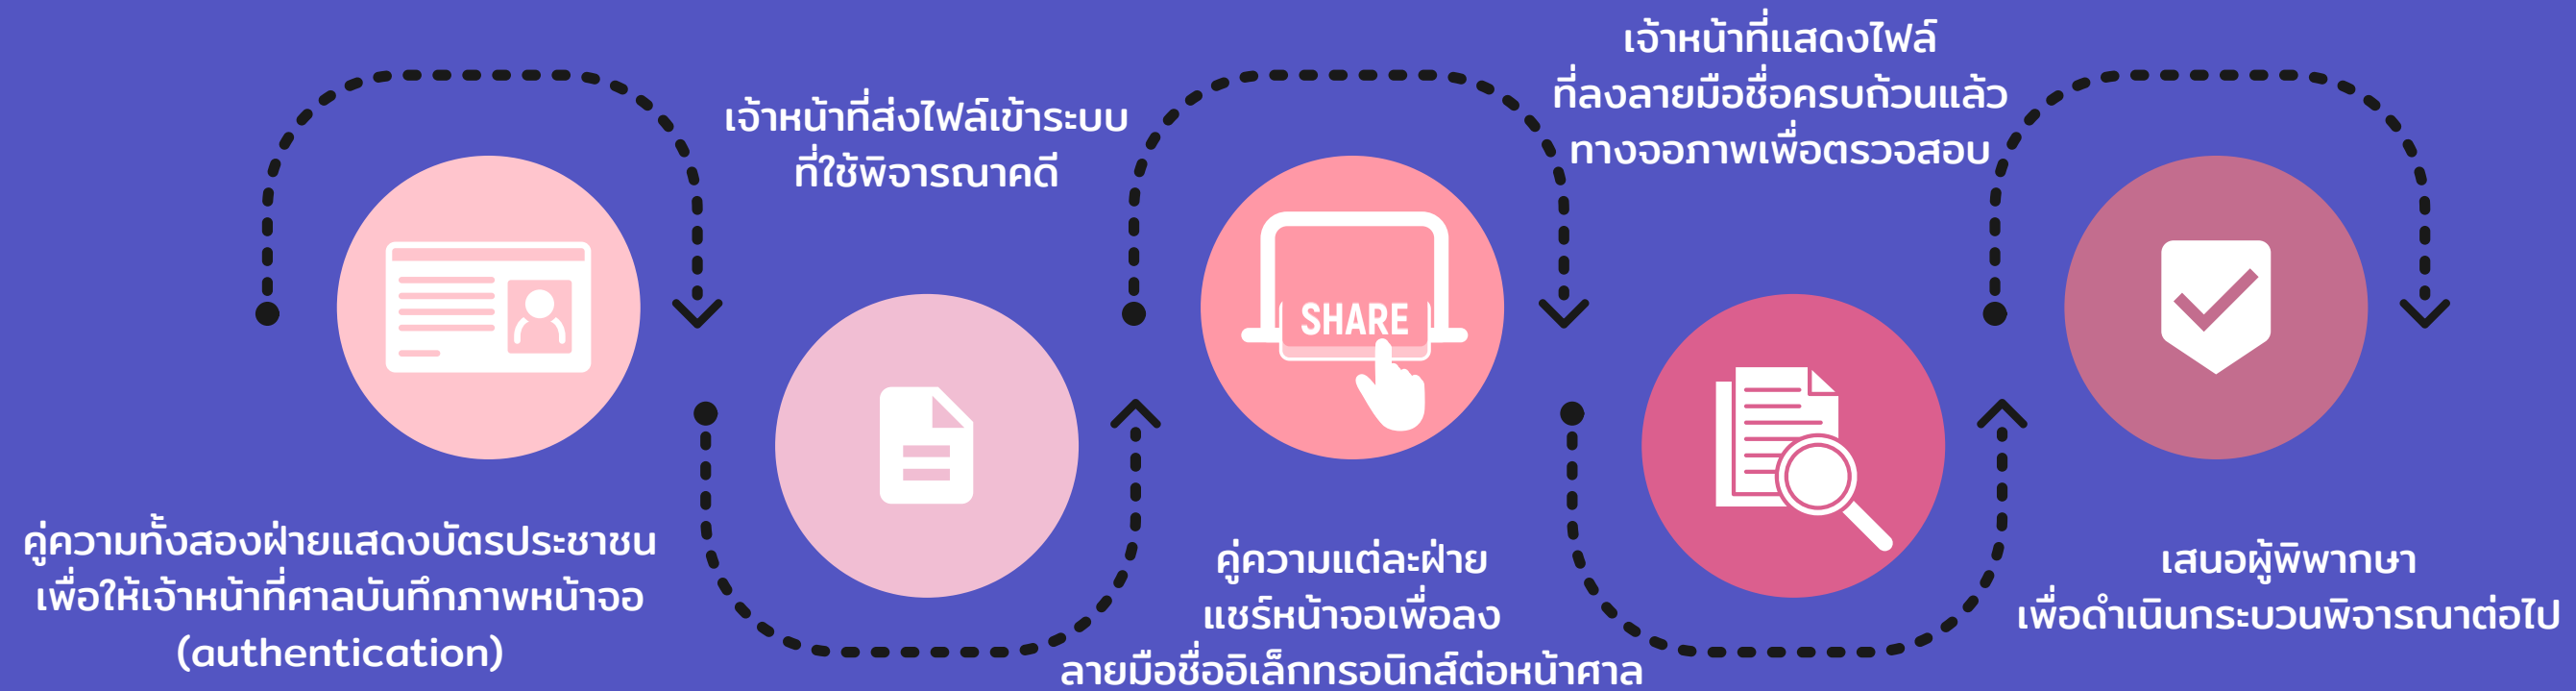 คู่ความทั้งสองฝ่ายแสดงบัตรประชาชน
เพื่อให้เจ้าหน้าที่ศาลบันทึกภาพหน้าจอ
(authentication)
เจ้าหน้าที่ส่งไฟล์เข้าระบบ
ที่ใช้พิจารณาคดี
SHARE
คู่ความแต่ละฝ่าย
แชร์หน้าจอเพื่อลง
ลายมือชื่ออิเล็กทรอนิกส์ต่อหน้าศาล
เจ้าหน้าที่แสดงไฟล์
ที่ลงลายมือชื่อครบถ้วนแล้ว
ทางจอภาพเพื่อตรวจสอบ
เสนอผู้พิพากษา
เพื่อดำเนินกระบวนพิจารณาต่อไป